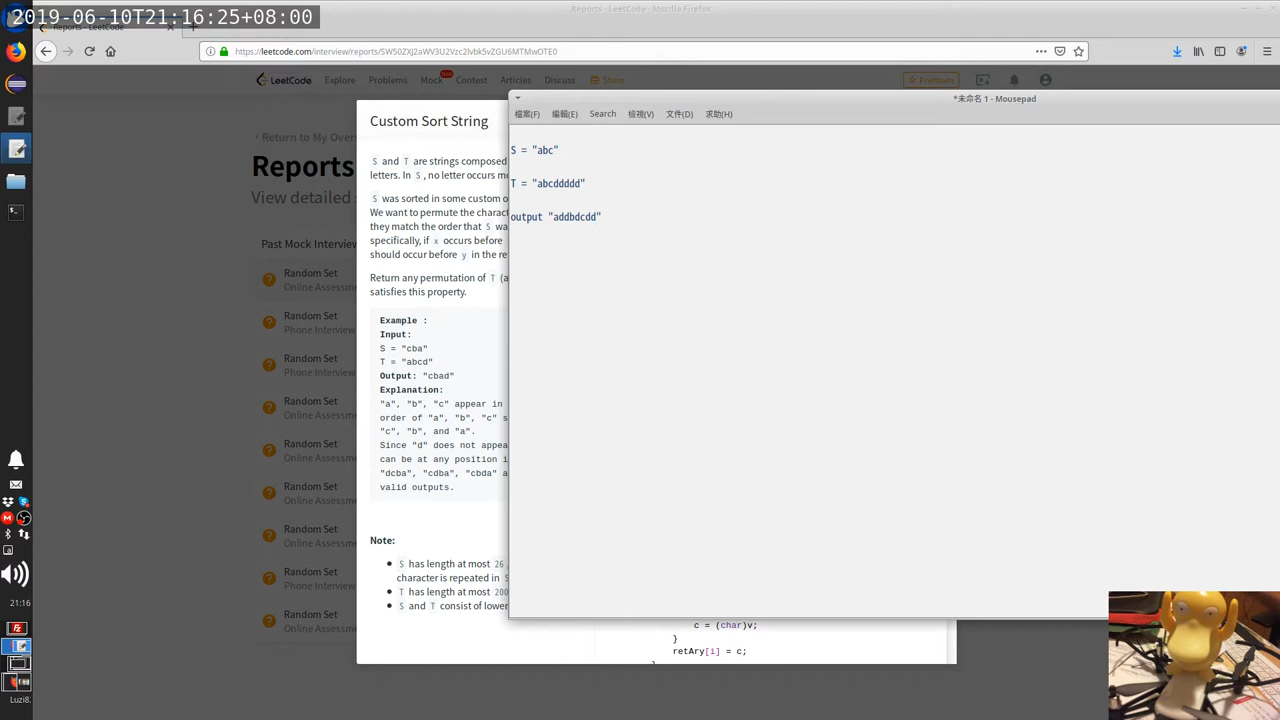 2019-06-10T21:16:25+08:00
Reports - LeetCode - Mozilla Firefox
Reports - LeetCode
https://leetcode.com/interview/reports/SW50ZXJ2aWV3U2Vzc2lvbk5vZGU6MTMwOTE0
LeetCode Explore Problems Mock New Contest Articles Discuss Store Premium
Return to My Over
Reports
View detailed s
Past Mock Interview
Random Set
Online Assessm
Random Set
Phone Interview
Random Set
Phone Interview
Random Set
Online Assessm
Random Set
Online Assessm
Random Set
Online Assessm
Random Set
Online Assessm
Random Set
Phone Interview
Random Set
Online Assessm
Custom Sort String
S and T are strings composed
letters. In S, no letter occurs mo
S was sorted in some custom o
We want to permute the charac
they match the order that S wa
specifically, if x occurs before
should occur before y in the re
Return any permutation of T (a
satisfies this property.
Example :
Input:
S = "cba"
T = "abcd"
Output: "cbad"
Explanation:
"a", "b", "c" appear in
order of "a", "b", "c" s
"c", "b", and "a".
Since "d" does not appea
can be at any position i
"dcba", "cdba", "cbda" a
valid outputs.
Note:
S has length at most 26,
character is repeated in S
T has length at most 200
S and T consist of lower
*未命名 1 - Mousepad
檔案(F) 編輯(E) Search 檢視(V) 文件(D) 求助(H)
S = "abc"
T = "abcddddd"
output "addbdcdd"
c = (char)v;
}
retAry[i] = c;
21:16
Luzi8